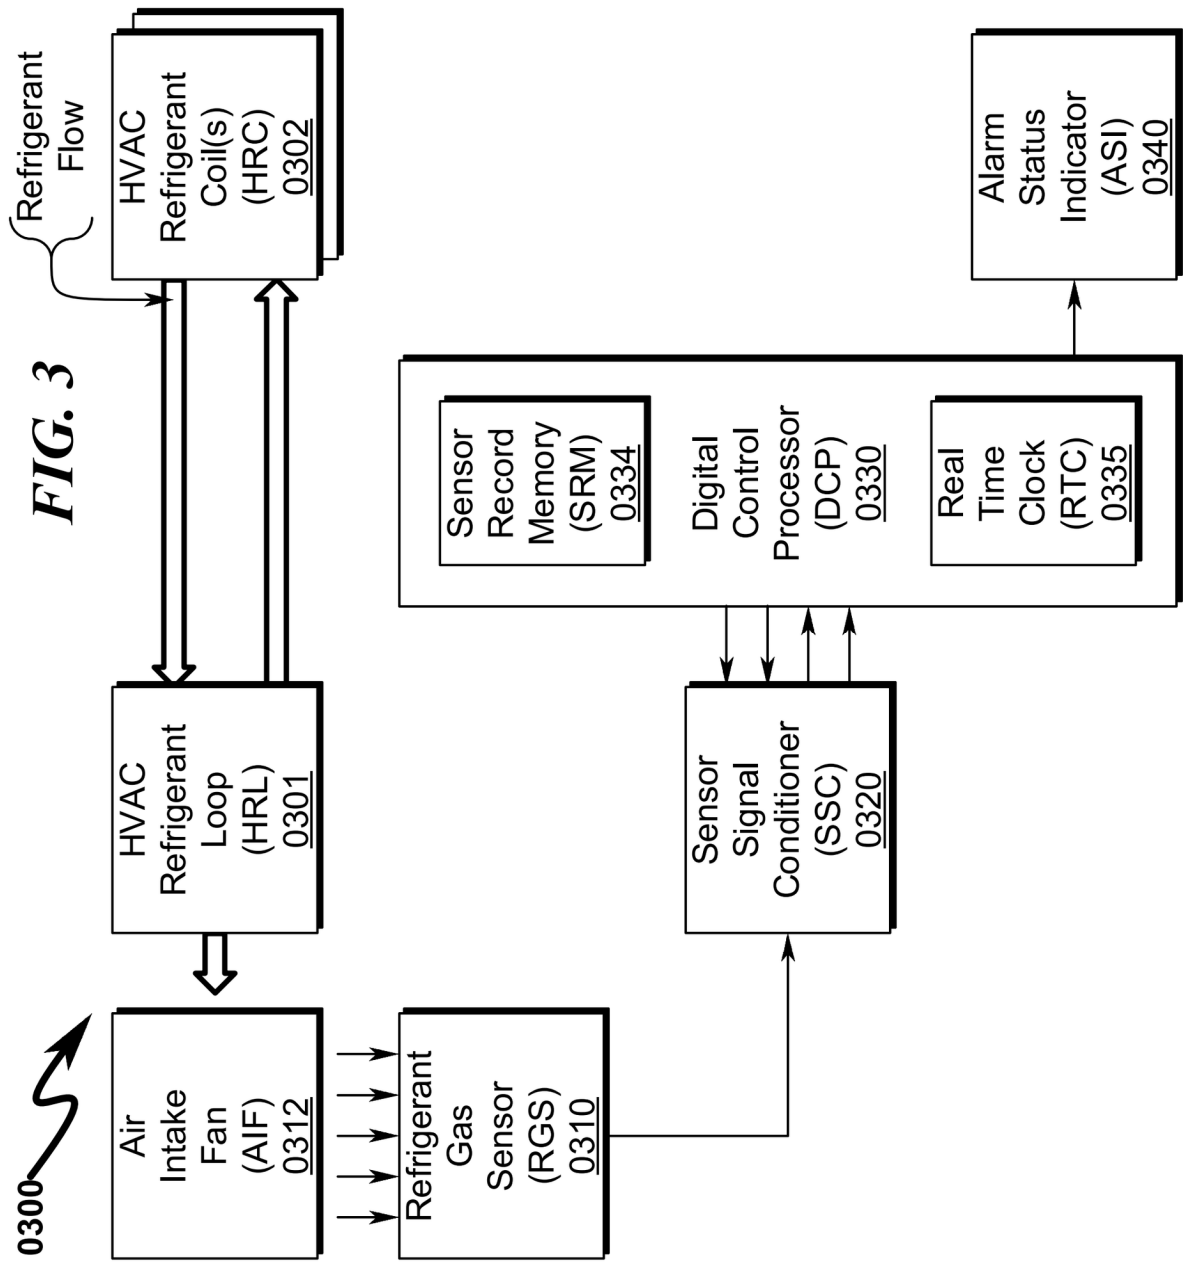 FIG. 3
0300
Air
Intake
Fan
(AIF)
0312
HVAC
Refrigerant
Loop
(HRL)
0301
HVAC
Refrigerant
Coil(s)
(HRC)
0302
Refrigerant
Flow
Refrigerant
Gas
Sensor
(RGS)
0310
Sensor
Signal
Conditioner
(SSC)
0320
Sensor
Record
Memory
(SRM)
0334
Digital
Control
Processor
(DCP)
0330
Real
Time
Clock
(RTC)
0335
Alarm
Status
Indicator
(ASI)
0340